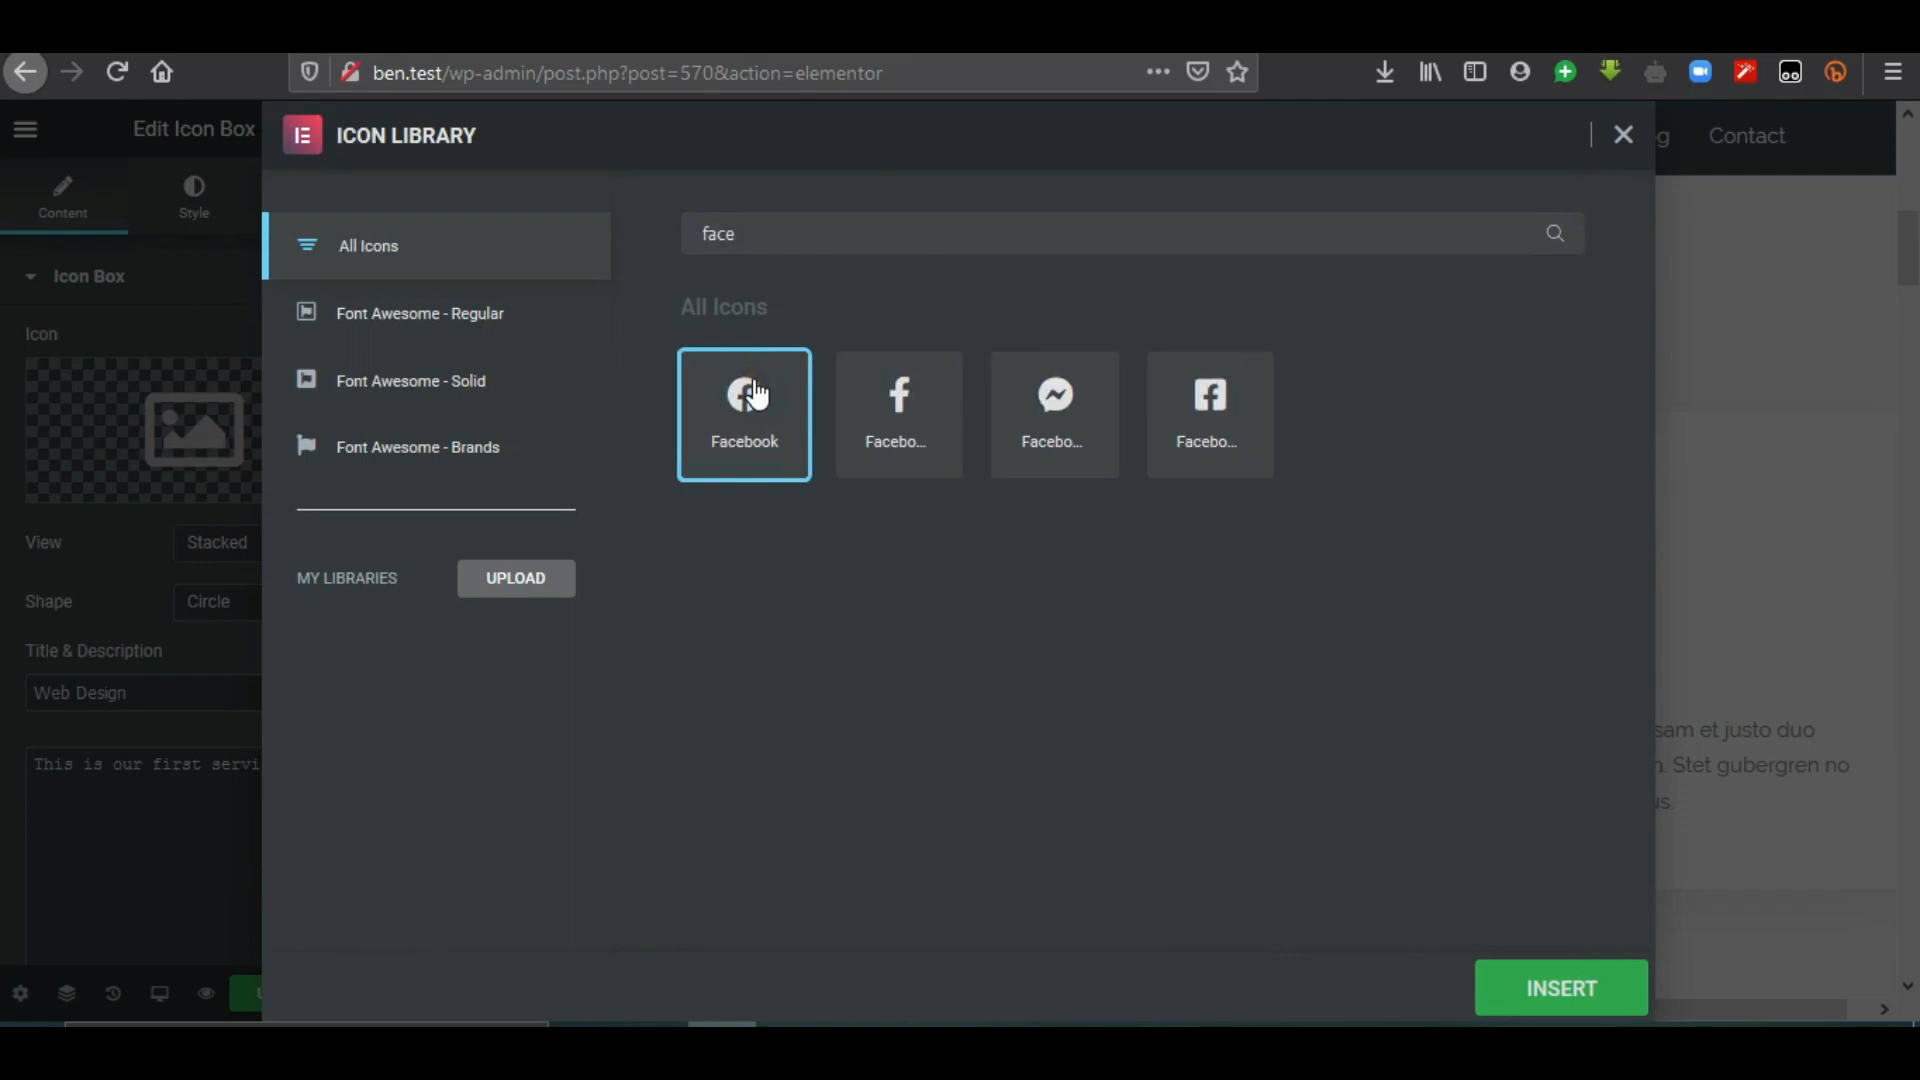 ben.test/wp-admin/post.php?post=570&action=elementor
Edit Icon Box
ICON LIBRARY
Contact
Content
Style
face
All Icons
Icon Box
Font Awesome - Regular
All Icons
Icon
Font Awesome - Solid
Facebook
Facebo...
Facebo...
Facebo...
Font Awesome - Brands
View
Stacked
MY LIBRARIES
UPLOAD
Shape
Circle
Title & Description
Web Design
sam et justo duo
Stet gubergren no
This is our first servi
INSERT